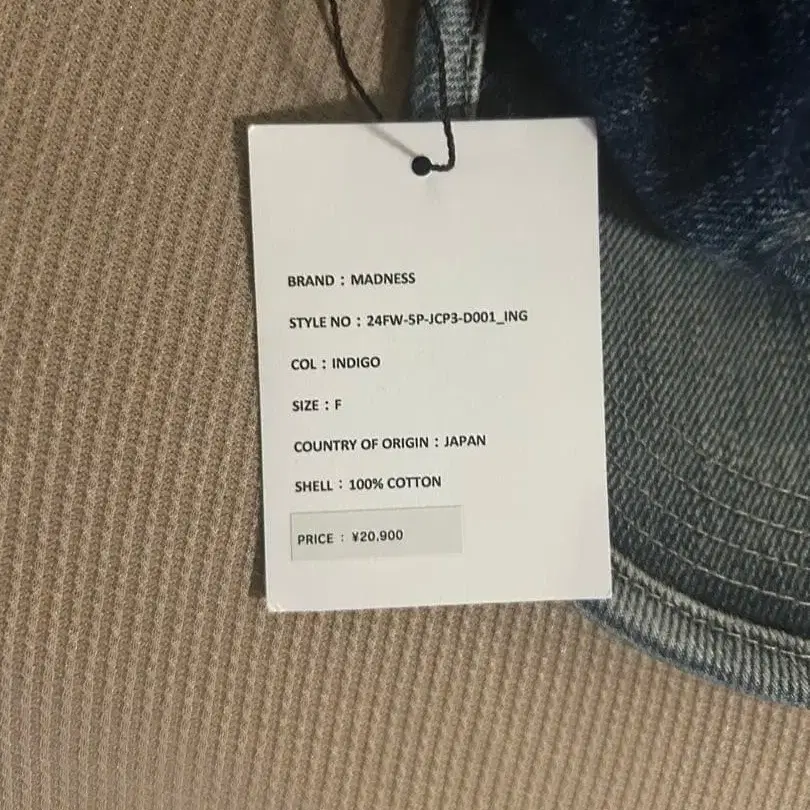 BRAND : MADNESS
STYLE NO : 24FW-5P-JCP3-D001_ING
COL : INDIGO
SIZE : F
COUNTRY OF ORIGIN : JAPAN
SHELL : 100% COTTON
PRICE : ¥20,900